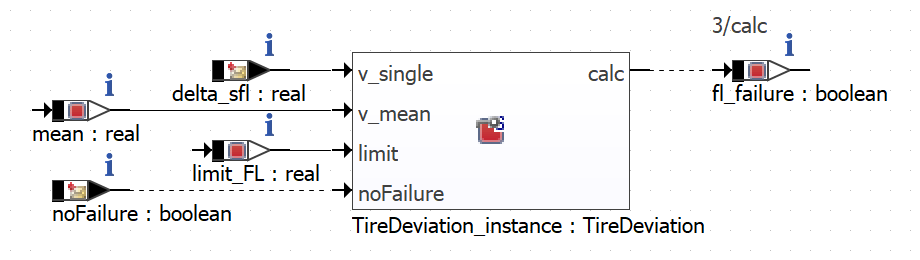 3/calc
v_single
calc
delta_sfl : real
fl_failure : boolean
v_mean
mean : real
limit
limit_FL : real
noFailure
noFailure : boolean
TireDeviation_instance : TireDeviation